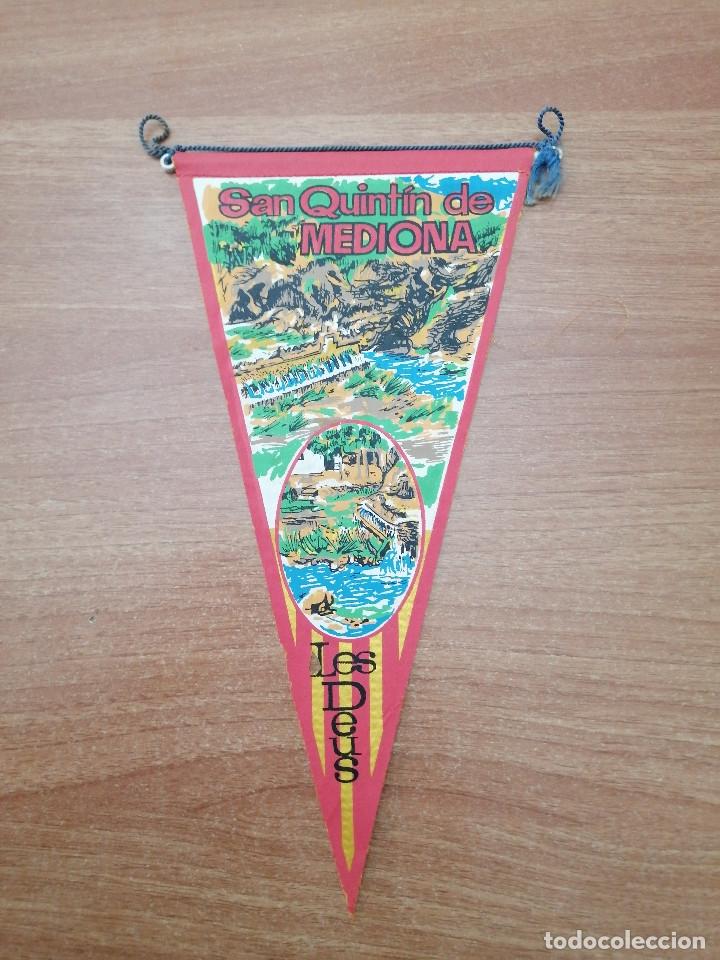 San Quintín de
MEDIONA
Les
Deus
todocoleccion